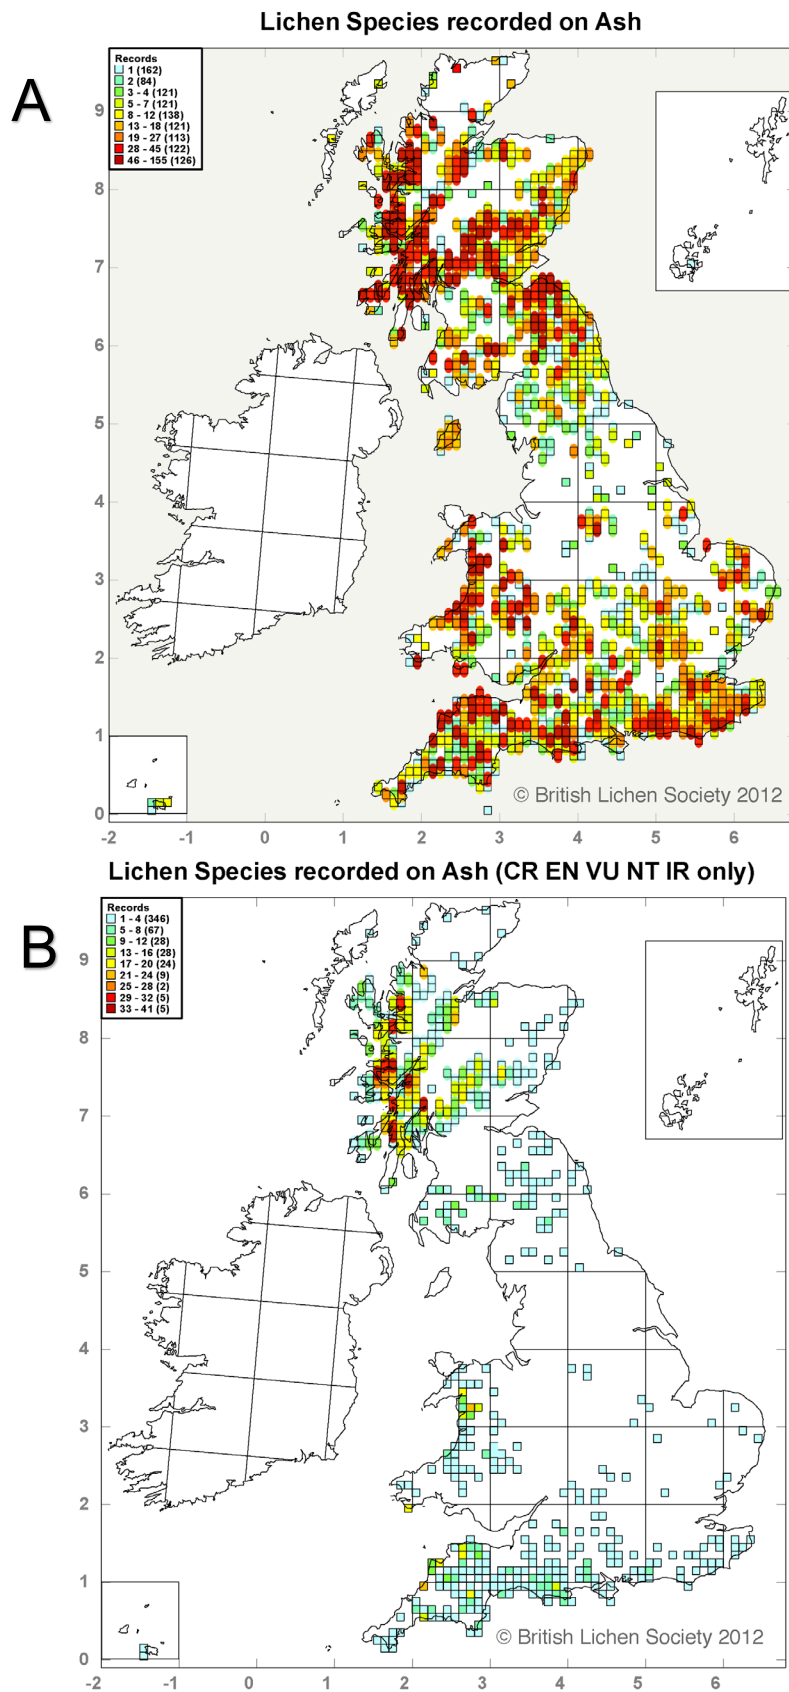 Lichen Species recorded on Ash
A
Records
1 (162)
2 (84)
3 - 4 (121)
5 - 7 (121)
8 - 12 (138)
13 - 18 (121)
19 - 27 (113)
28 - 45 (122)
46 - 155 (126)
9
8
7
6
5
4
3
2
1
0
© British Lichen Society 2012
-2 -1 0 1 2 3 4 5 6
Lichen Species recorded on Ash (CR EN VU NT IR only)
B
Records
1 - 4 (346)
5 - 8 (67)
9 - 12 (28)
13 - 16 (28)
17 - 20 (24)
21 - 24 (9)
25 - 28 (2)
29 - 32 (5)
33 - 41 (5)
9
8
7
6
5
4
3
2
1
0
© British Lichen Society 2012
-2 -1 0 1 2 3 4 5 6